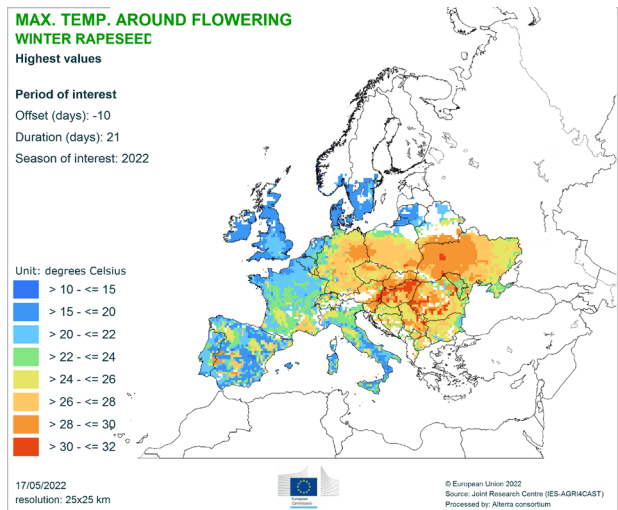 MAX. TEMP. AROUND FLOWERING
WINTER RAPESEED
Highest values
Period of interest
Offset (days): -10
Duration (days): 21
Season of interest: 2022
Unit: degrees Celsius
> 10 - <= 15
> 15 - <= 20
> 20 - <= 22
> 22 - <= 24
> 24 - <= 26
> 26 - <= 28
> 28 - <= 30
> 30 - <= 32
17/05/2022
resolution: 25x25 km
European
Commission
© European Union 2022
Source: Joint Research Centre (IES-AGRI4CAST)
Processed by: Alterra consortium